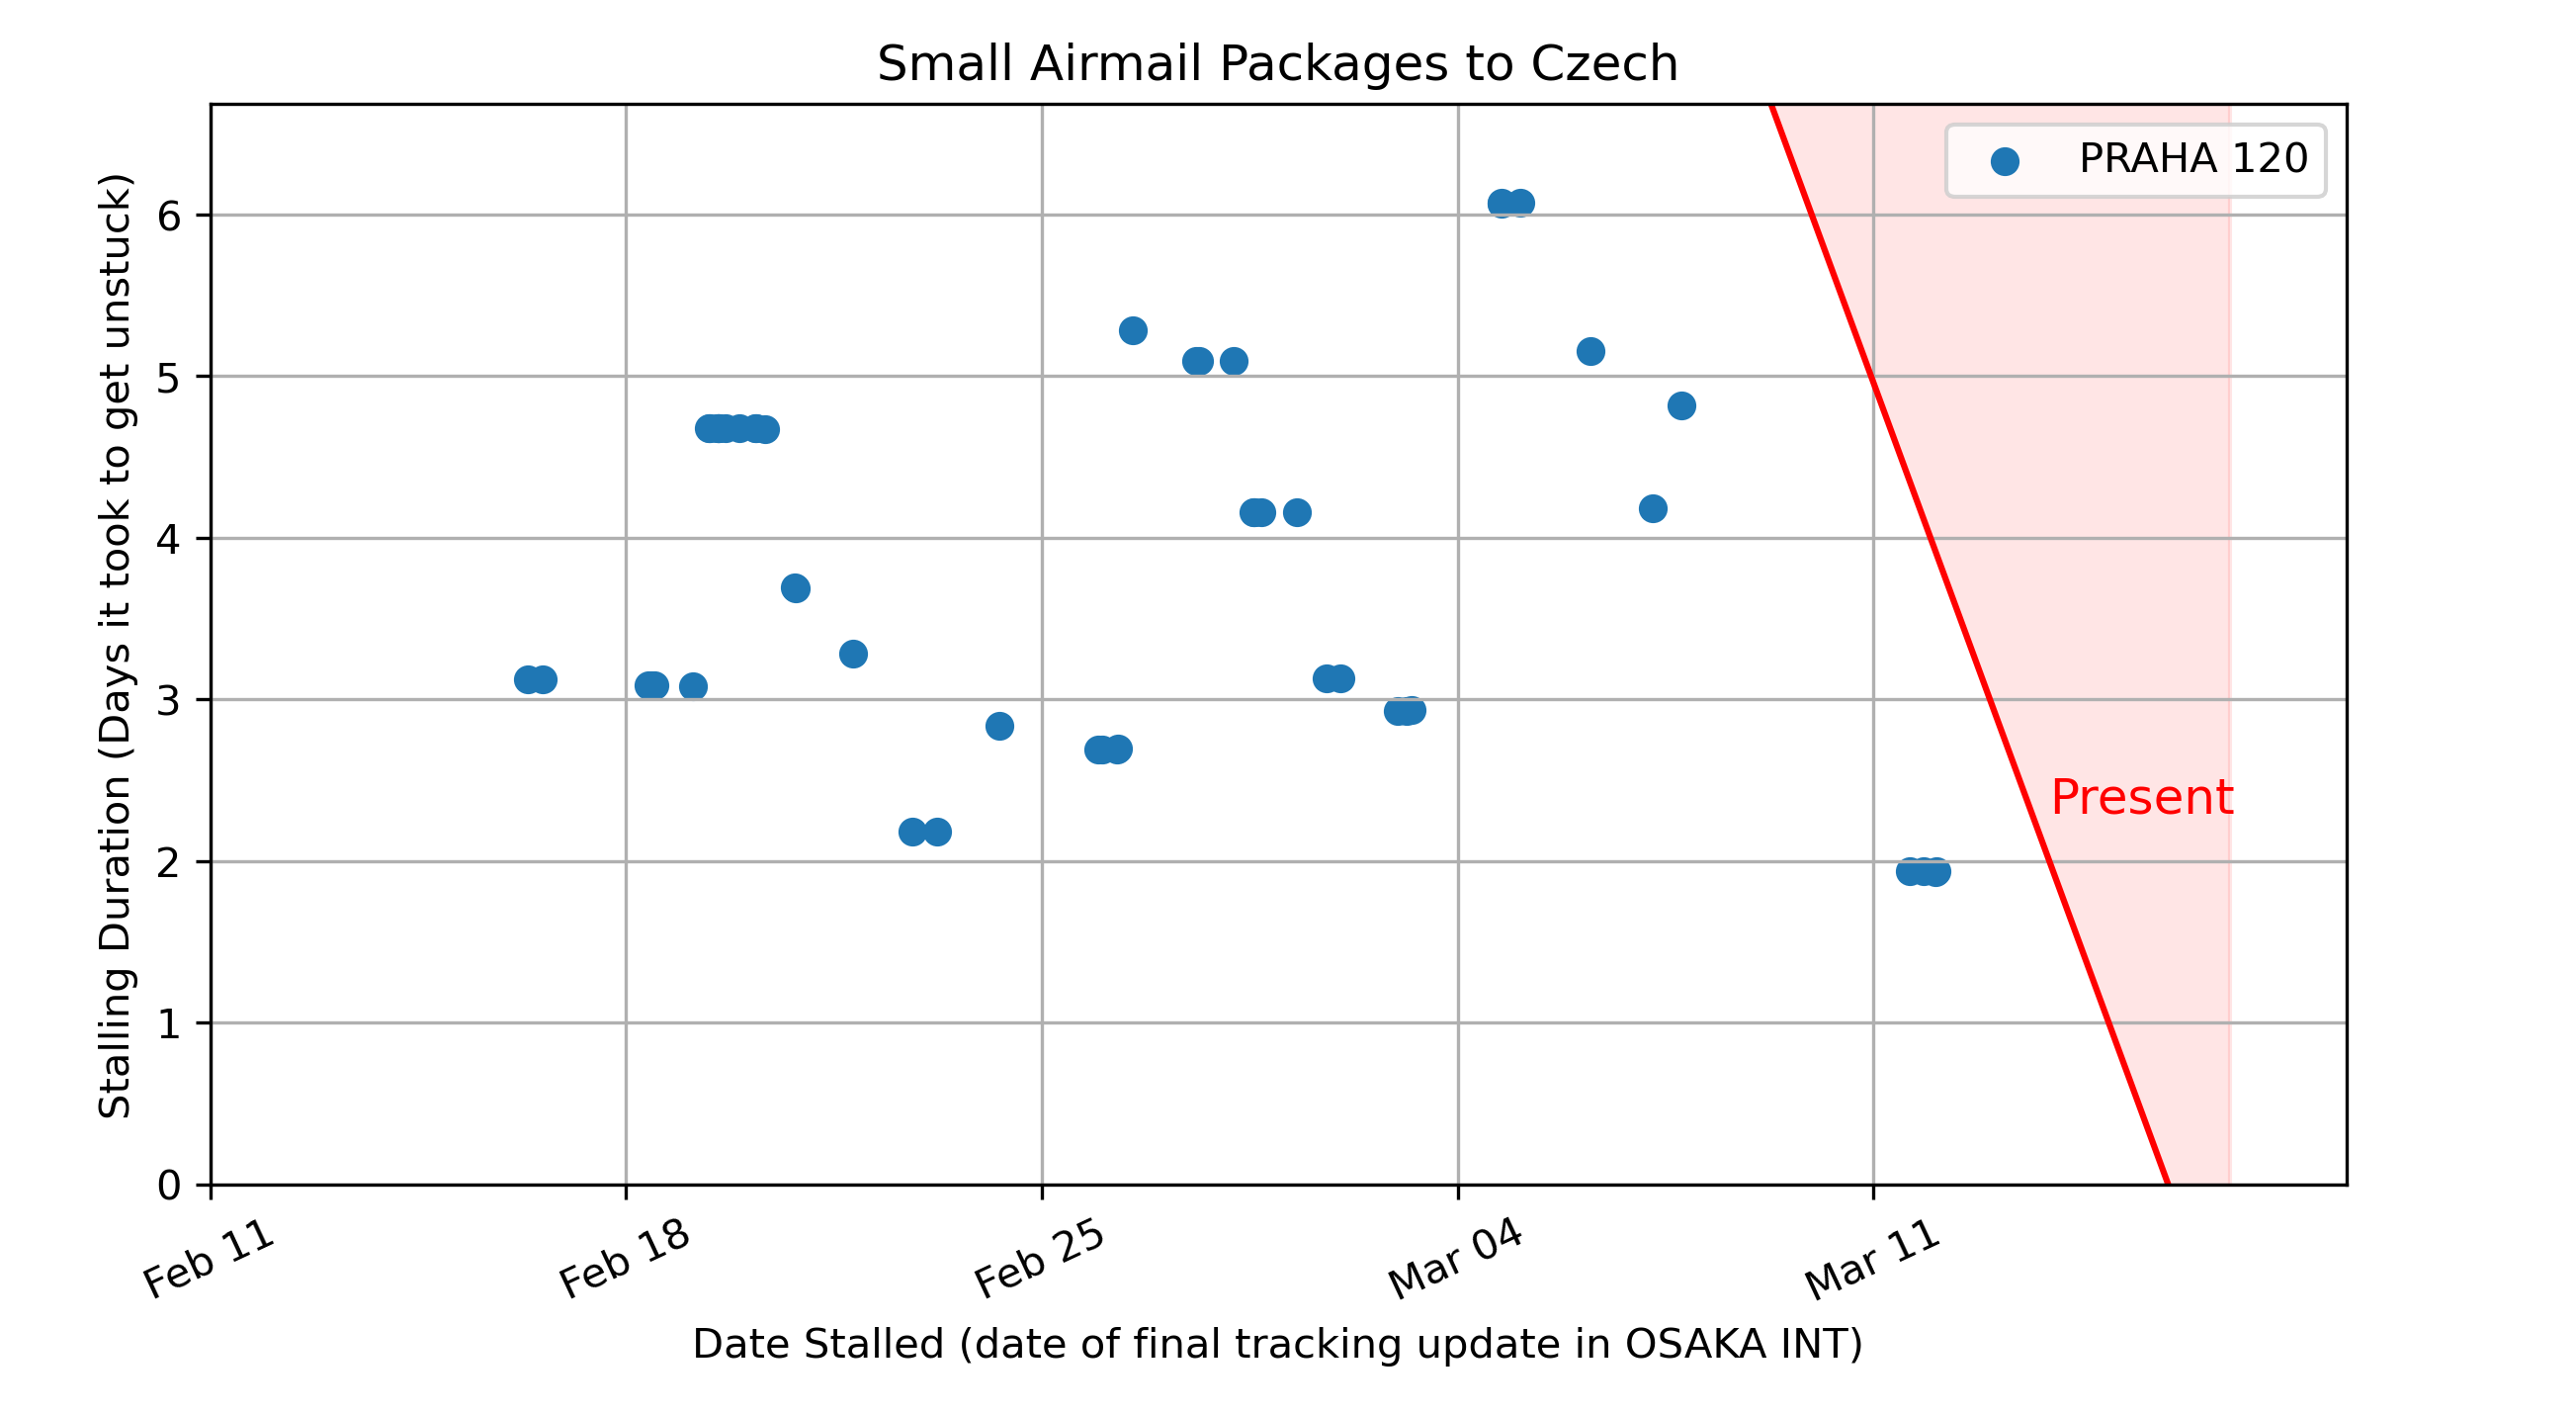 Small Airmail Packages to Czech
PRAHA 120
Stalling Duration (Days it took to get unstuck)
6
5
4
3
2
1
0
Present
Feb 11
Feb 18
Feb 25
Mar 04
Mar 11
Date Stalled (date of final tracking update in OSAKA INT)